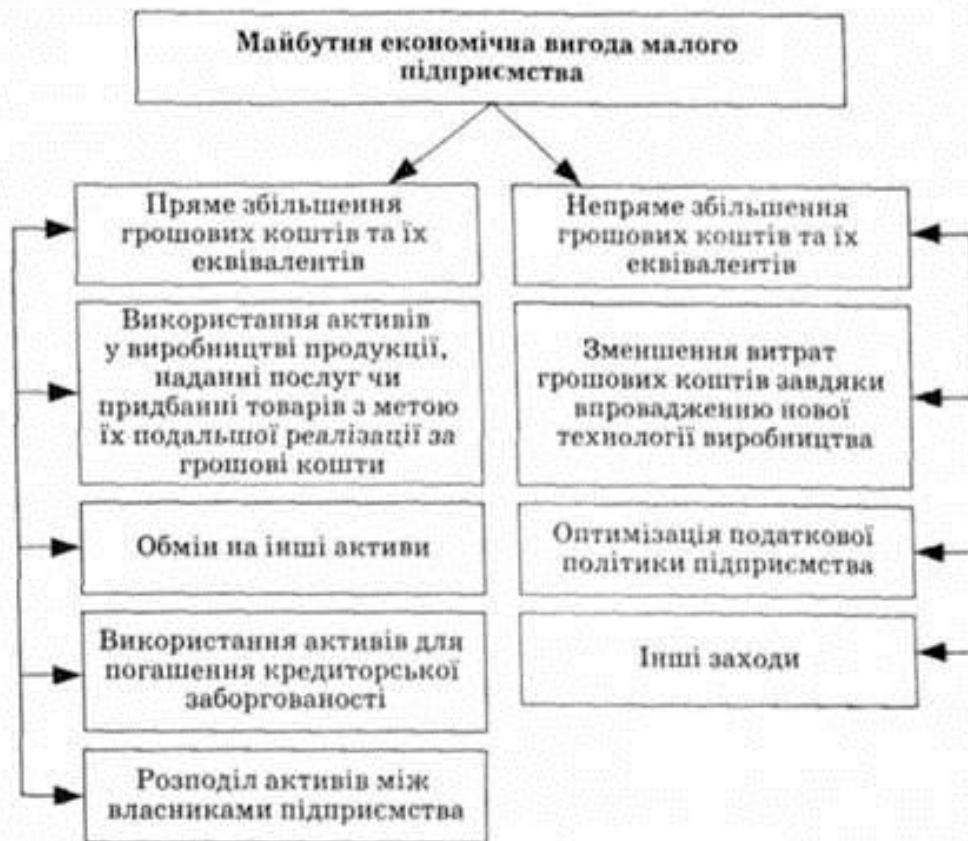 Майбутня економічна вигода малого
підприємства
Пряме збільшення
грошових коштів та їх
еквівалентів
Використання активів
у виробництві продукції,
наданні послуг чи
придбанні товарів з метою
їх подальшої реалізації за
грошові кошти
Обмін на інші активи
Використання активів для
погашення кредиторської
заборгованості
Розподіл активів між
власниками підприємства
Непряме збільшення
грошових коштів та їх
еквівалентів
Зменшення витрат
грошових коштів завдяки
впровадженню нової
технології виробництва
Оптимізація податкової
політики підприємства
Інші заходи